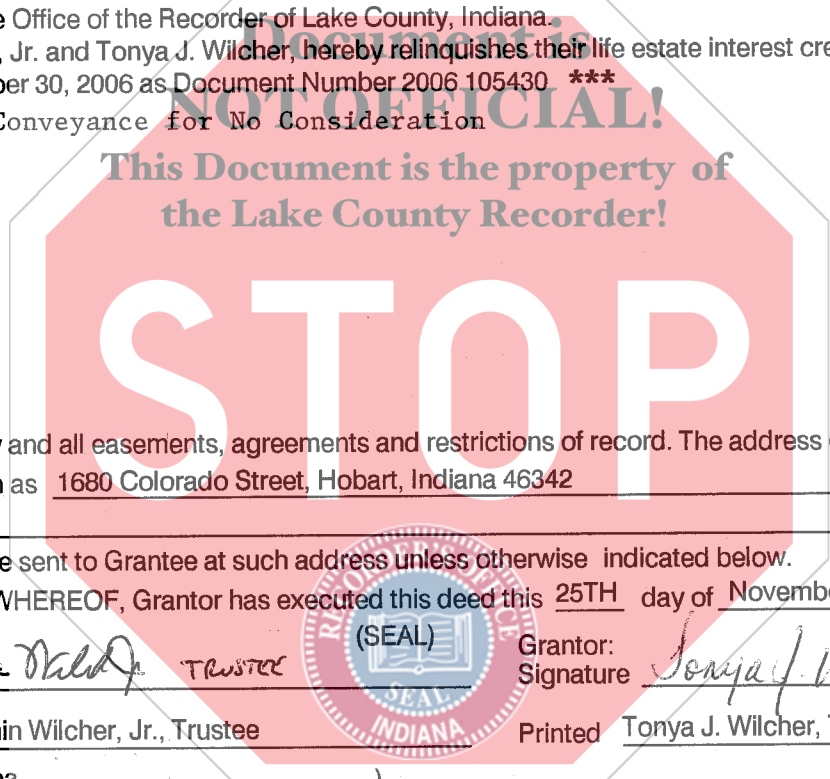 Office of the Recorder of Lake County, Indiana.
Document is
, Jr. and Tonya J. Wilcher, hereby relinquishes their life estate interest
30, 2006 as Document Number 2006 105430 ***
NOT OFFICIAL!
Conveyance for No Consideration
This Document is the property of
the Lake County Recorder!
STOP
and all easements, agreements and restrictions of record. The address
as 1680 Colorado Street, Hobart, Indiana 46342
sent to Grantee at such address unless otherwise indicated below.
WHEREOF, Grantor has executed this deed this 25TH day of
RECORDER'S OFFICE
(SEAL)
SEAL
INDIANA
TRUSTEE
Grantor:
Signature Tonya J.
Wilcher, Jr., Trustee
Printed Tonya J. Wilcher,